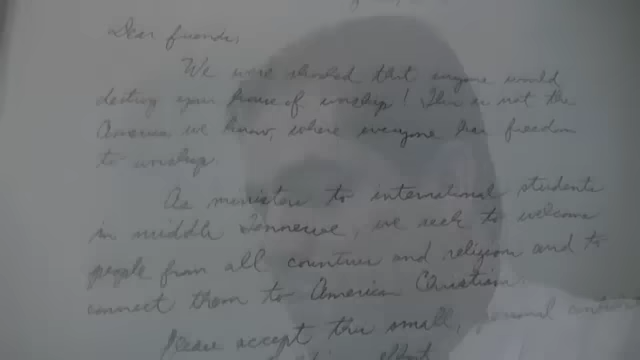 Dear friends,
We were shocked that anyone would
destroy your house of worship! This is not the
America we know, where everyone has freedom
to worship.
As ministers to international students
in middle Tennessee, we seek to welcome
people from all countries and religions and to
connect them to American Christians.
Please accept this small, personal